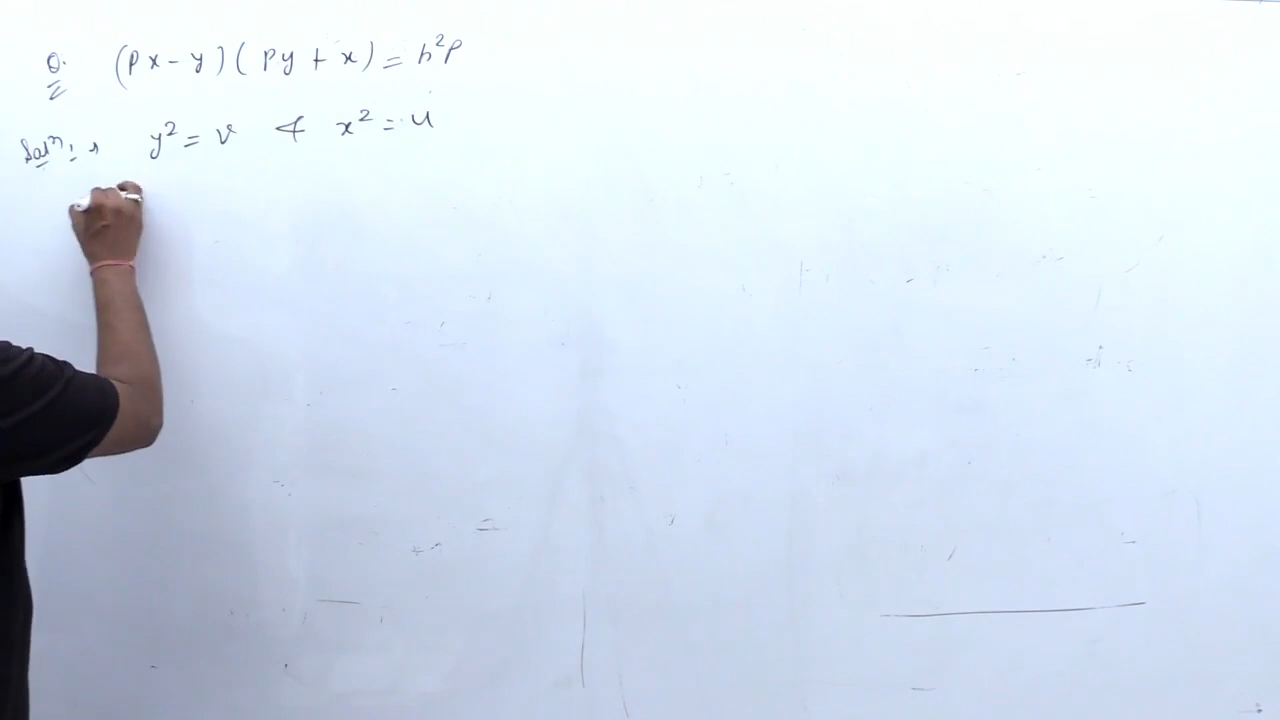 Q. (px - y)(py + x) = h²p
Solⁿ:→ y² = v & x² = u